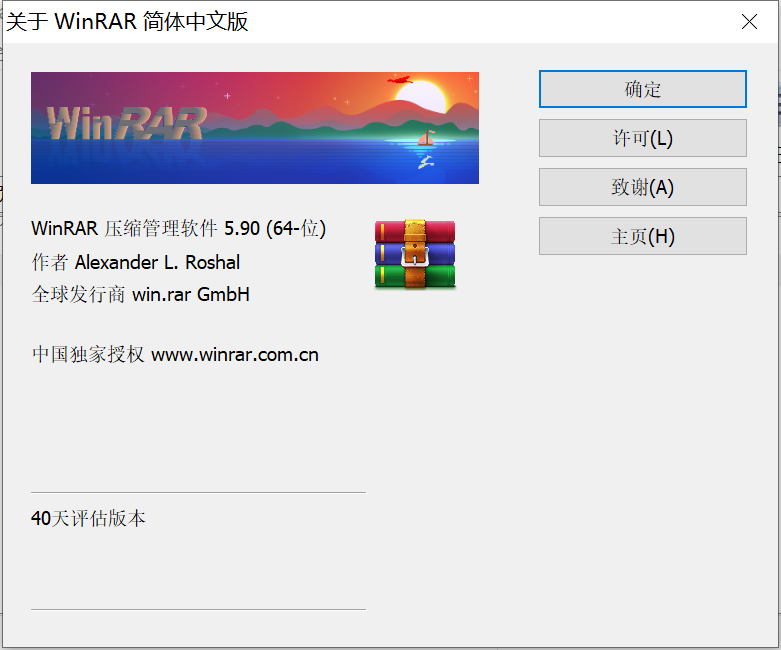 关于 WinRAR 简体中文版
WinRAR
确定
许可(L)
致谢(A)
主页(H)
WinRAR 压缩管理软件 5.90 (64-位)
作者 Alexander L. Roshal
全球发行商 win.rar GmbH
中国独家授权 www.winrar.com.cn
40天评估版本